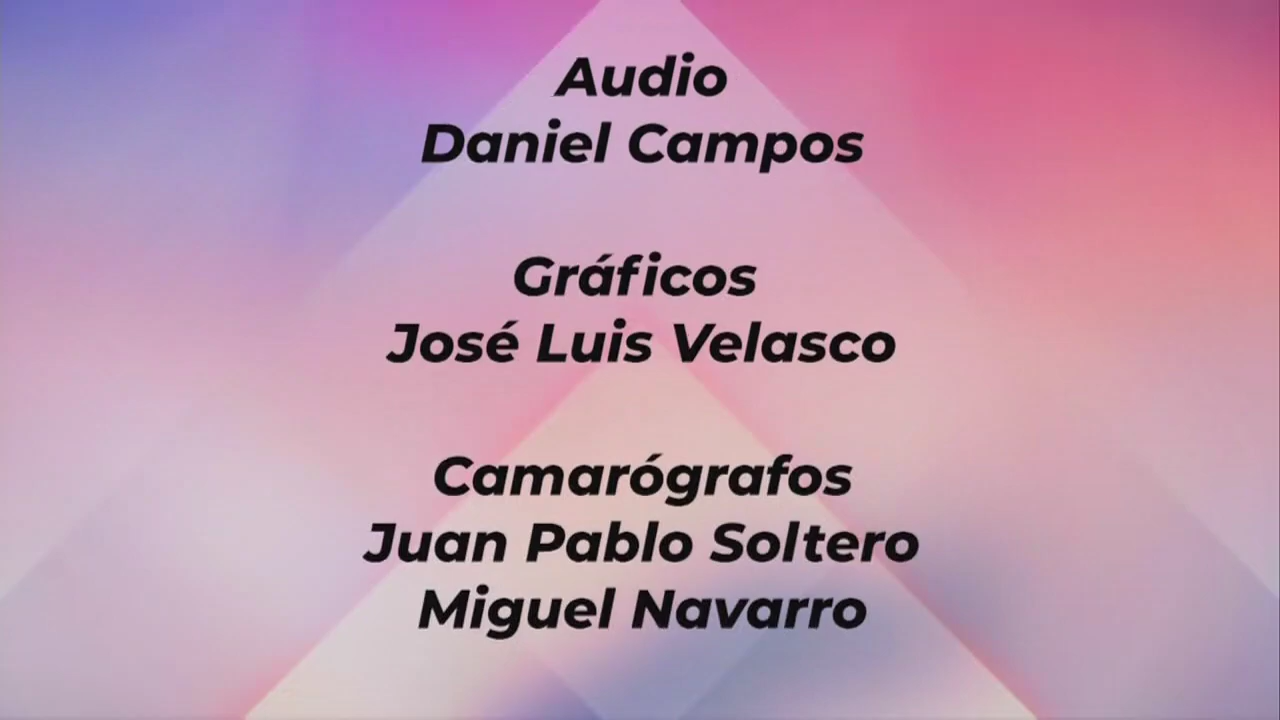 Audio
Daniel Campos
Gráficos
José Luis Velasco
Camarógrafos
Juan Pablo Soltero
Miguel Navarro